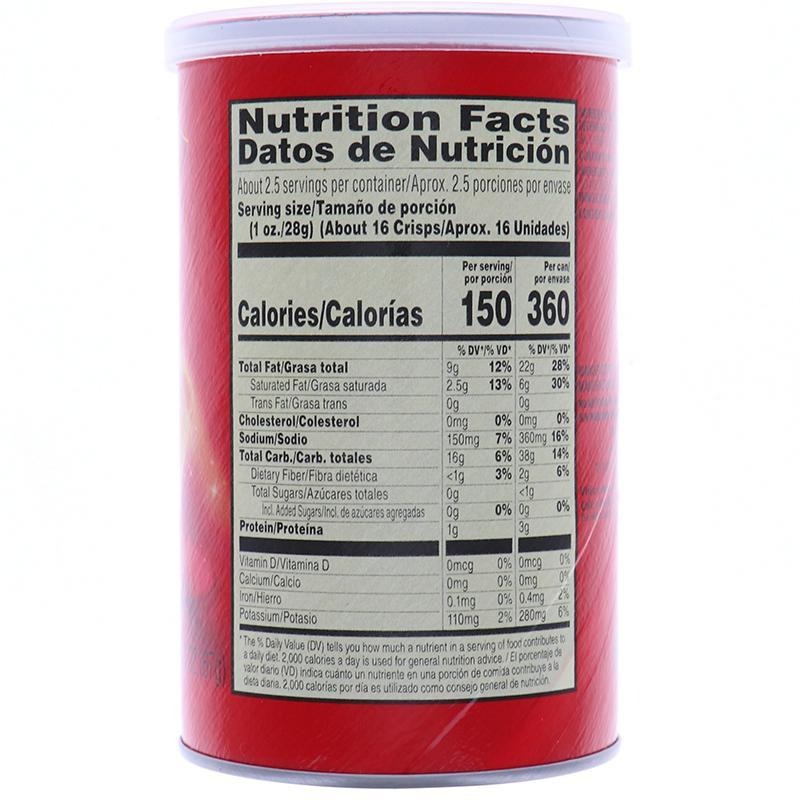 Nutrition Facts
Datos de Nutrición
About 2.5 servings per container/Aprox. 2.5 porciones por envase
Serving size/Tamaño de porción
(1 oz./28g) (About 16 Crisps/Aprox. 16 Unidades)
Per serving/ Per can/
por porción por envase
Calories/Calorías 150 360
% DV*/% VD* % DV*/% VD*
Total Fat/Grasa total 9g 12% 22g 28%
Saturated Fat/Grasa saturada 2.5g 13% 6g 30%
Trans Fat/Grasa trans 0g 0g
Cholesterol/Colesterol 0mg 0% 0mg 0%
Sodium/Sodio 150mg 7% 360mg 16%
Total Carb./Carb. totales 16g 6% 38g 14%
Dietary Fiber/Fibra dietética <1g 3% 2g 6%
Total Sugars/Azúcares totales 0g <1g
Incl. Added Sugars/Incl. de azúcares agregadas 0g 0% 0g 0%
Protein/Proteína 1g 3g
Vitamin D/Vitamina D 0mcg 0% 0mcg 0%
Calcium/Calcio 0mg 0% 0mg 0%
Iron/Hierro 0.1mg 0% 0.4mg 2%
Potassium/Potasio 110mg 2% 280mg 6%
*The % Daily Value (DV) tells you how much a nutrient in a serving of food contributes to
a daily diet. 2,000 calories a day is used for general nutrition advice. / El porcentaje de
valor diario (VD) indica cuánto un nutriente en una porción de comida contribuye a la
dieta diaria. 2,000 calorías por día es utilizado como consejo general de nutrición.